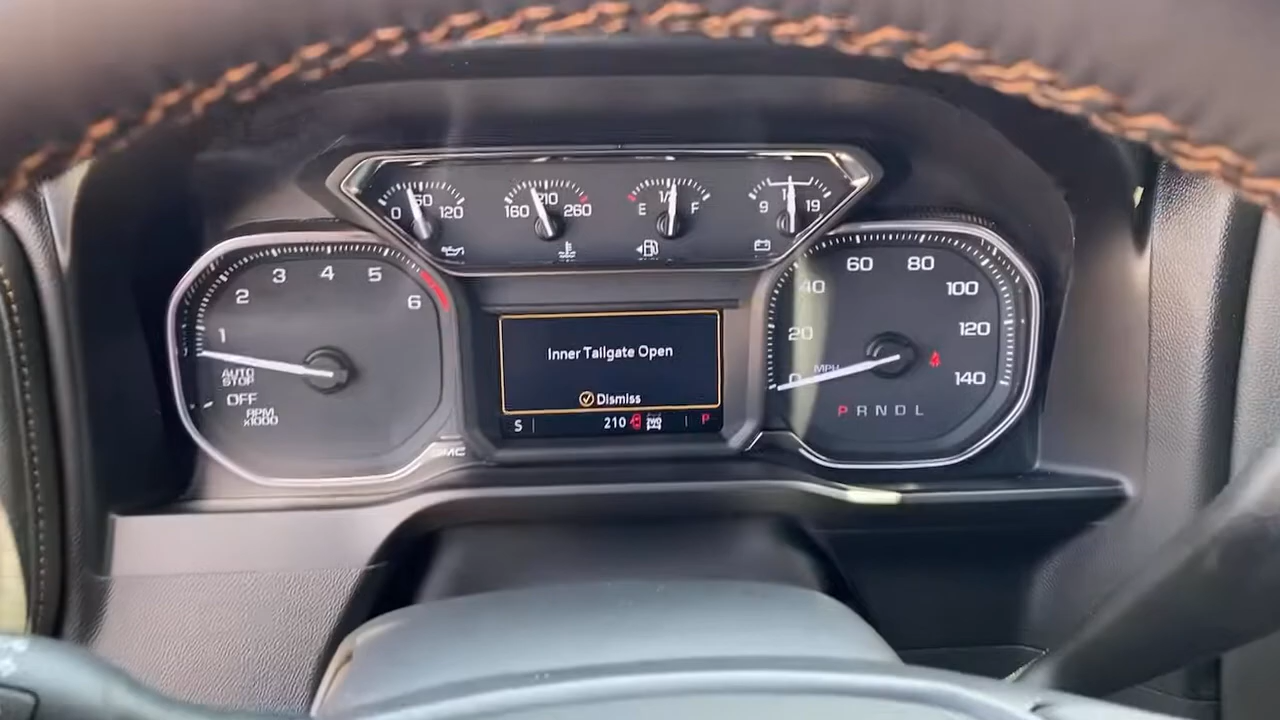 0 60 120
160 210 260
E 1/2 F
9 19
1 2 3 4 5 6
AUTO
STOP
OFF
RPM
x1000
GMC
Inner Tailgate Open
Dismiss
S 210 2WD P
0 20 40 60 80 100 120 140
MPH
P R N D L